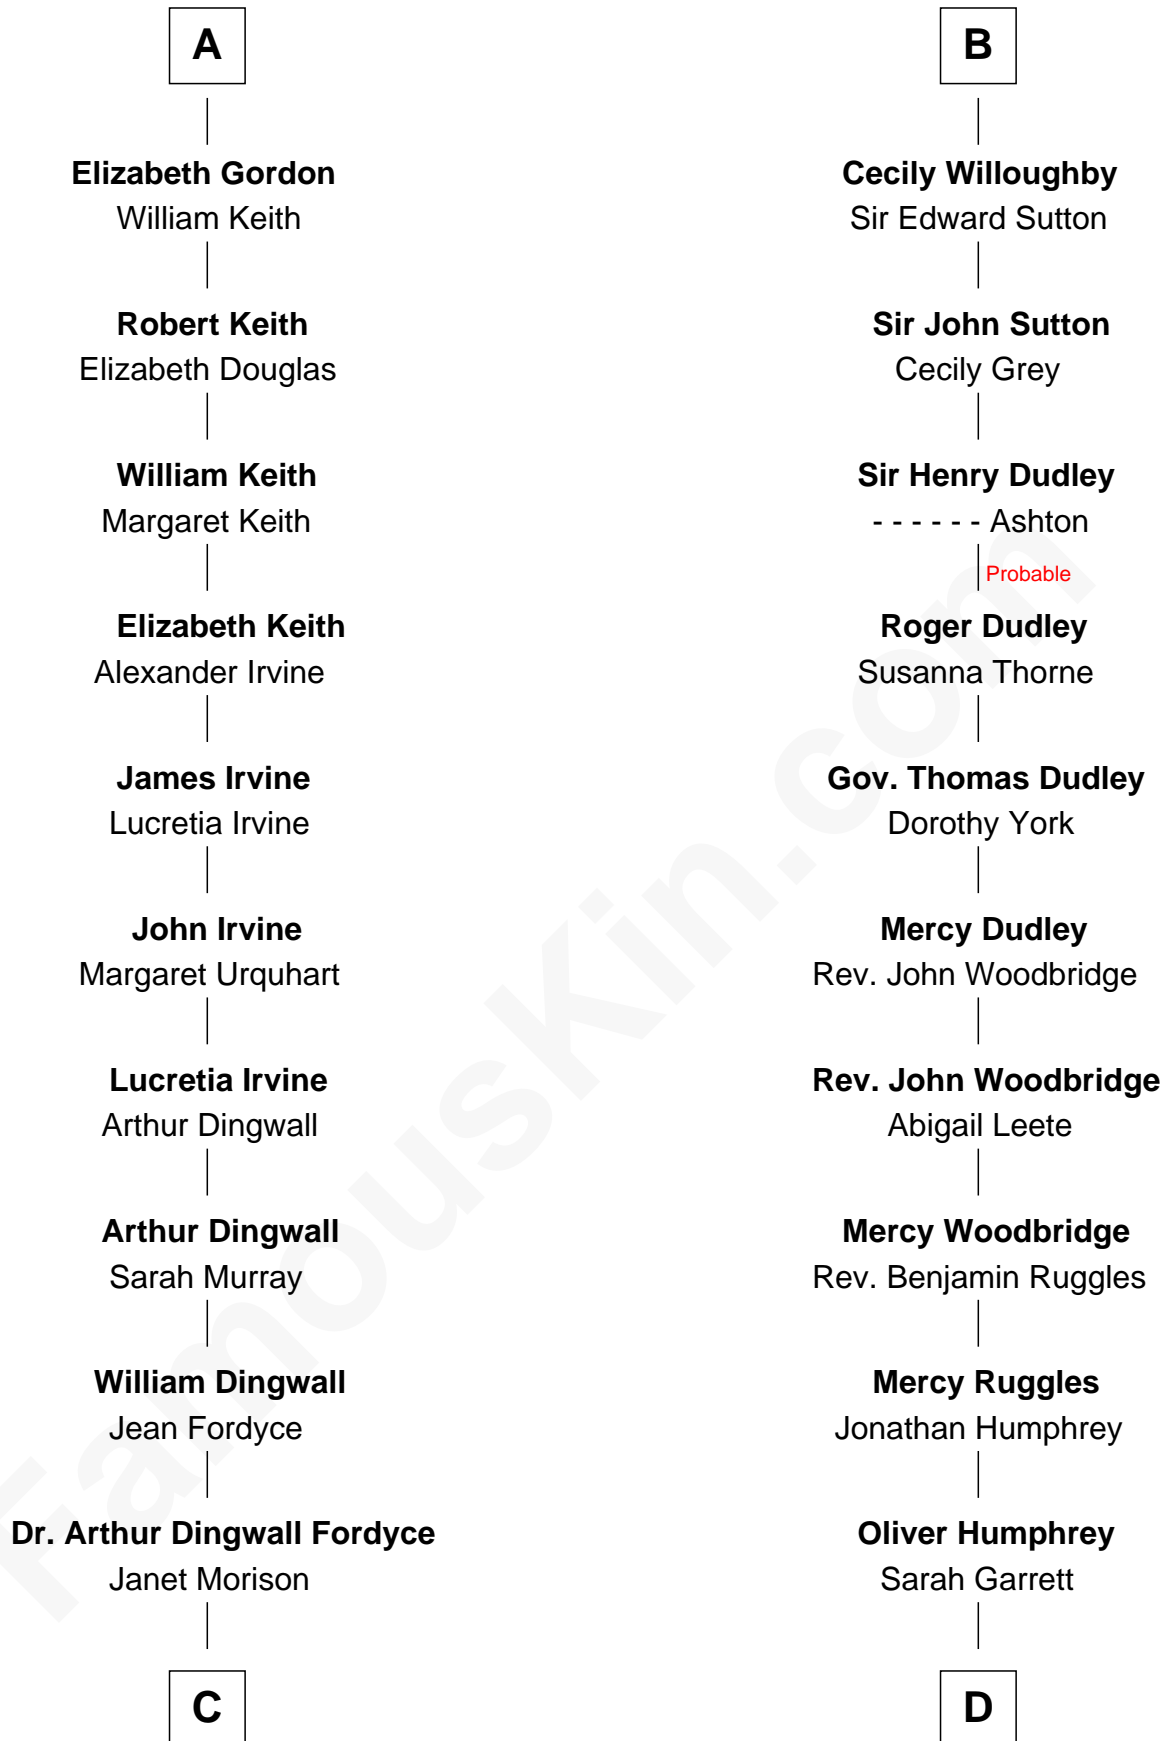 A
Elizabeth Gordon
William Keith
Robert Keith
Elizabeth Douglas
William Keith
Margaret Keith
Elizabeth Keith
Alexander Irvine
James Irvine
Lucretia Irvine
John Irvine
Margaret Urquhart
Lucretia Irvine
Arthur Dingwall
Arthur Dingwall
Sarah Murray
William Dingwall
Jean Fordyce
Dr. Arthur Dingwall Fordyce
Janet Morison
C
B
Cecily Willoughby
Sir Edward Sutton
Sir John Sutton
Cecily Grey
Sir Henry Dudley
- - - - - - Ashton
Probable
Roger Dudley
Susanna Thorne
Gov. Thomas Dudley
Dorothy York
Mercy Dudley
Rev. John Woodbridge
Rev. John Woodbridge
Abigail Leete
Mercy Woodbridge
Rev. Benjamin Ruggles
Mercy Ruggles
Jonathan Humphrey
Oliver Humphrey
Sarah Garrett
D
FamousKin.com